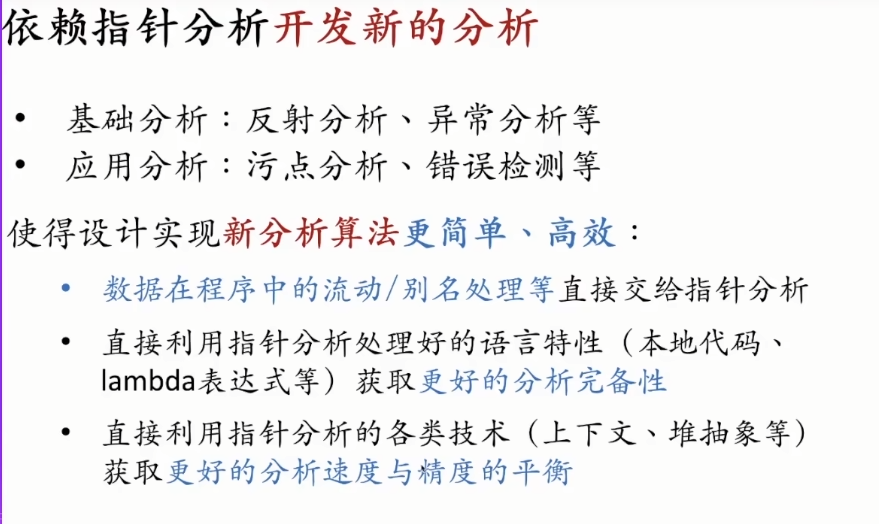 依赖指针分析开发新的分析
• 基础分析：反射分析、异常分析等
• 应用分析：污点分析、错误检测等
使得设计实现新分析算法更简单、高效：
• 数据在程序中的流动/别名处理等直接交给指针分析
• 直接利用指针分析处理好的语言特性（本地代码、
lambda表达式等）获取更好的分析完备性
• 直接利用指针分析的各类技术（上下文、堆抽象等）
获取更好的分析速度与精度的平衡